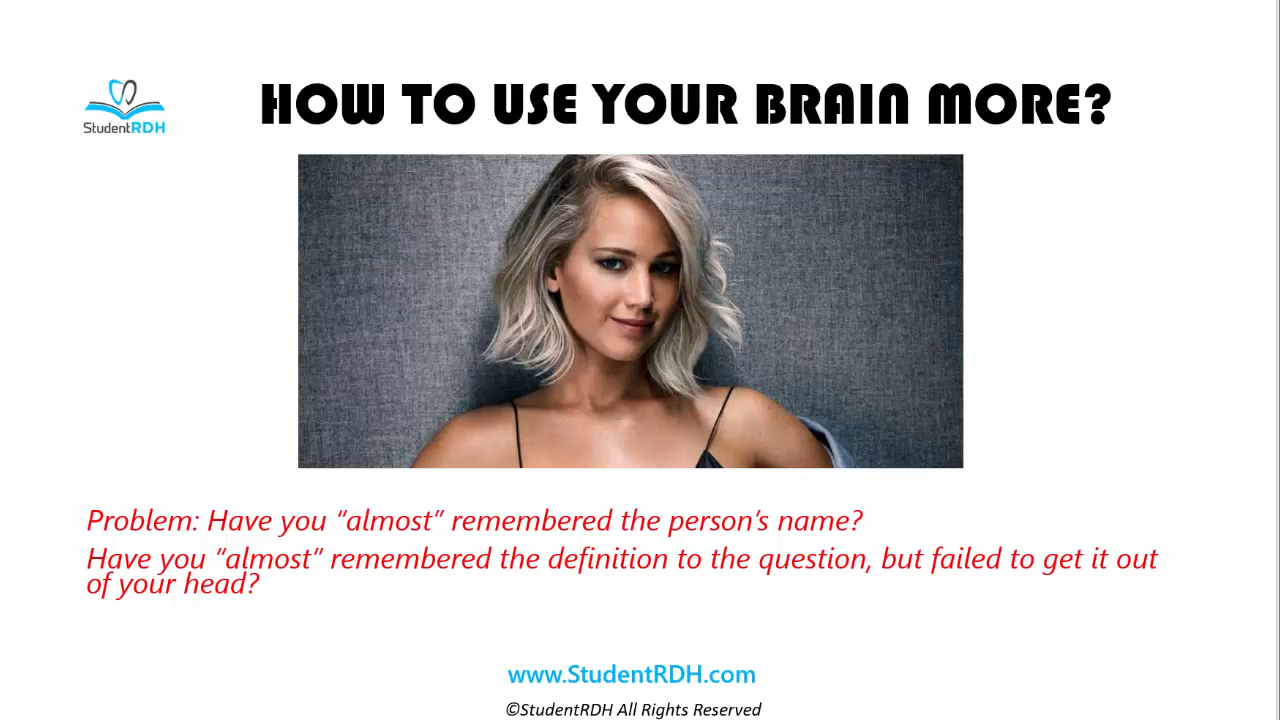 StudentRDH
HOW TO USE YOUR BRAIN MORE?
Problem: Have you “almost” remembered the person’s name?
Have you “almost” remembered the definition to the question, but failed to get it out
of your head?
www.StudentRDH.com
©StudentRDH All Rights Reserved